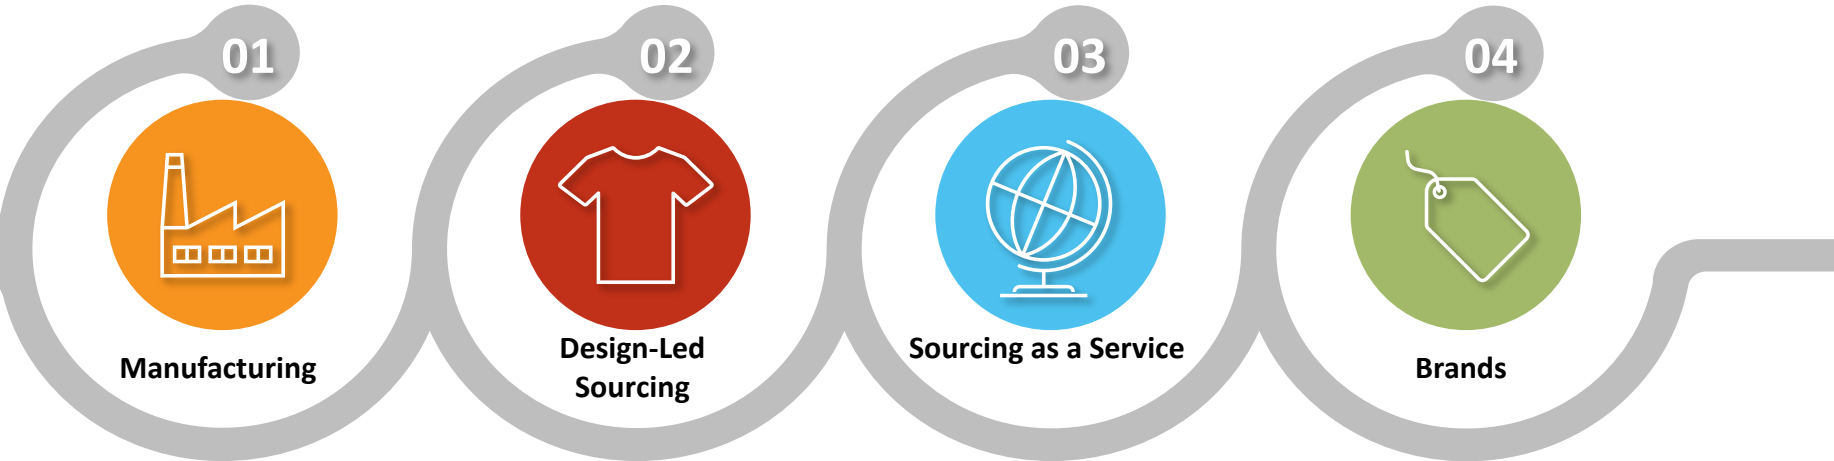 01
Manufacturing
02
Design-Led
Sourcing
03
Sourcing as a Service
04
Brands